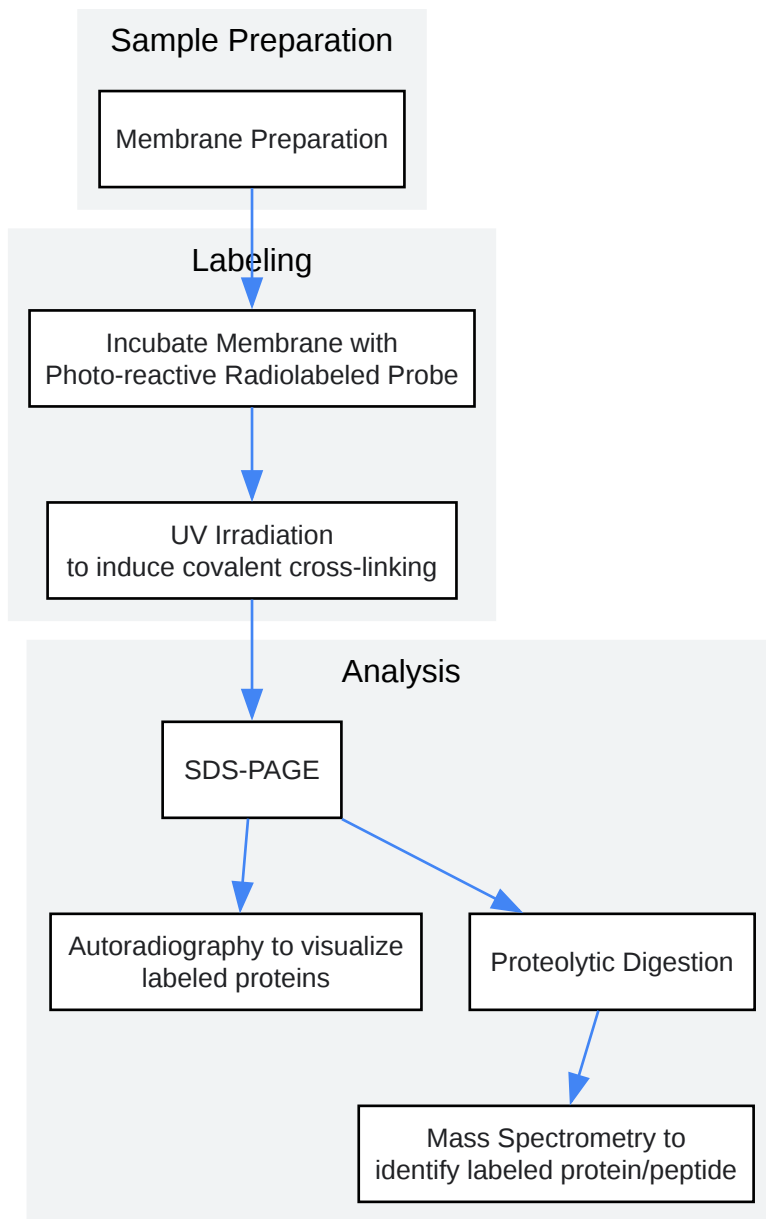 Sample Preparation
Membrane Preparation
Labeling
Incubate Membrane with
Photo-reactive Radiolabeled Probe
UV Irradiation
to induce covalent cross-linking
Analysis
SDS-PAGE
Autoradiography to visualize
labeled proteins
Proteolytic Digestion
Mass Spectrometry to
identify labeled protein/peptide